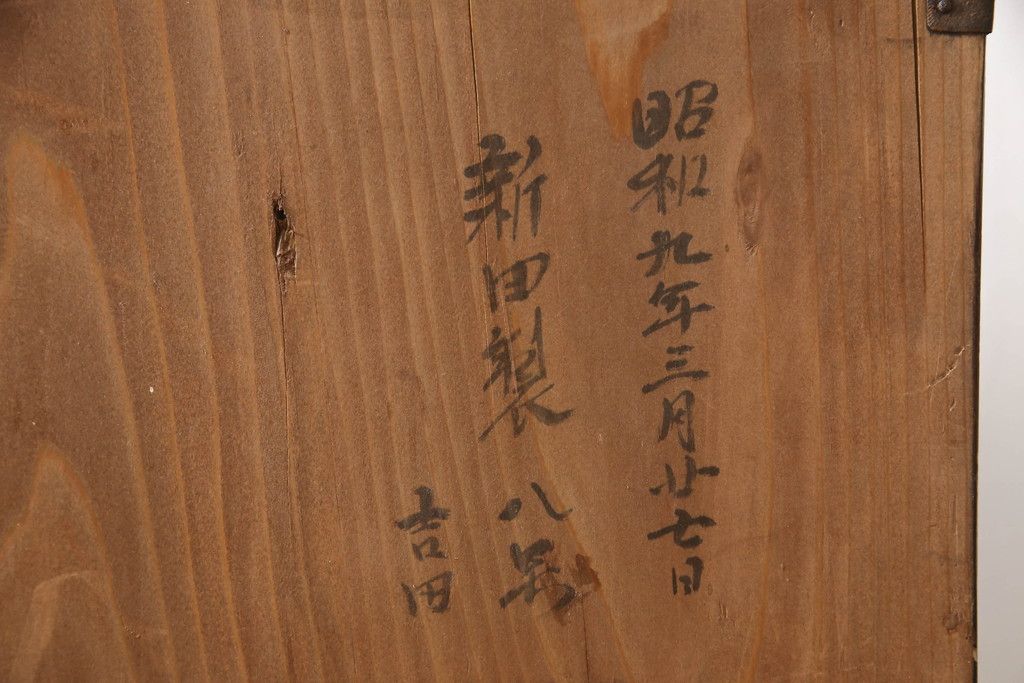 昭和九年三月廿七日
新田製 八号
吉田